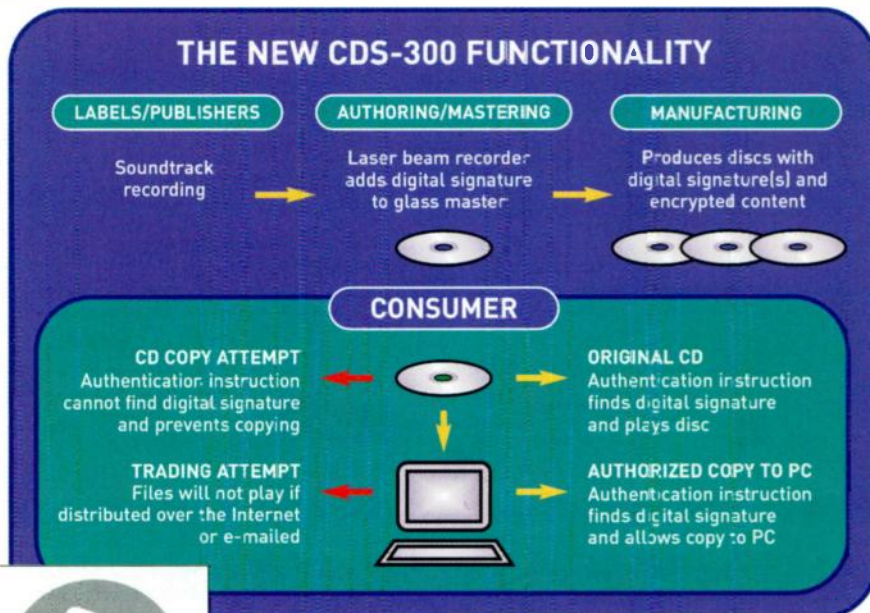 THE NEW CDS-300 FUNCTIONALITY
LABELS/PUBLISHERS
Soundtrack
recording
AUTHORING/MASTERING
Laser beam recorder
adds digital signature
to glass master
MANUFACTURING
Produces discs with
digital signature(s) and
encrypted content
CONSUMER
CD COPY ATTEMPT
Authentication instruction
cannot find digital signature
and prevents copying
ORIGINAL CD
Authentication instruction
finds digital signature
and plays disc
TRADING ATTEMPT
Files will not play if
distributed over the Internet
or e-mailed
AUTHORIZED COPY TO PC
Authentication instruction
finds digital signature
and allows copy to PC